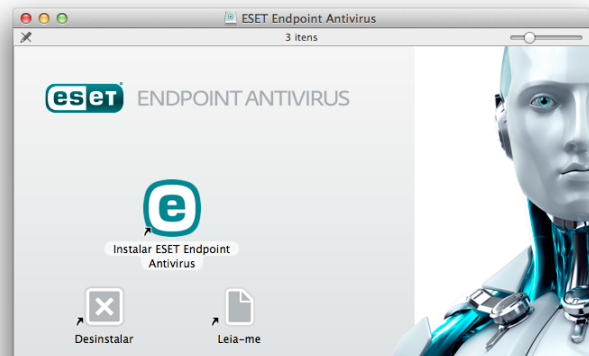 ESET Endpoint Antivirus
3 itens
eseT ENDPOINT ANTIVIRUS
e
Instalar ESET Endpoint
Antivirus
Desinstalar
Leia-me